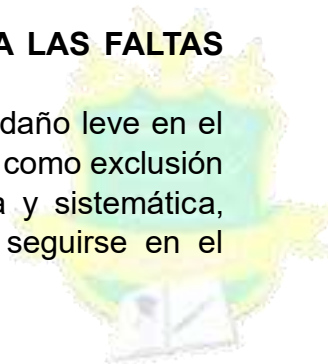 A LAS FALTAS
daño leve en el
como exclusión
a y sistemática,
seguirse en el